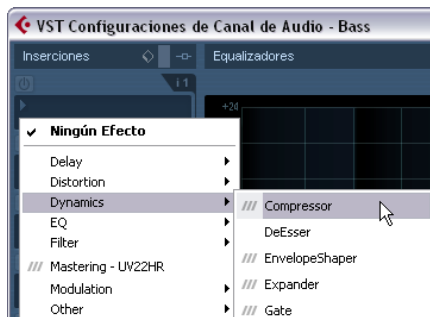 VST Configuraciones de Canal de Audio - Bass
Inserciones
Equalizadores
i1
+24
Ningún Efecto
Delay
Distortion
Dynamics
EQ
Filter
Mastering - UV22HR
Modulation
Other
Compressor
DeEsser
EnvelopeShaper
Expander
Gate